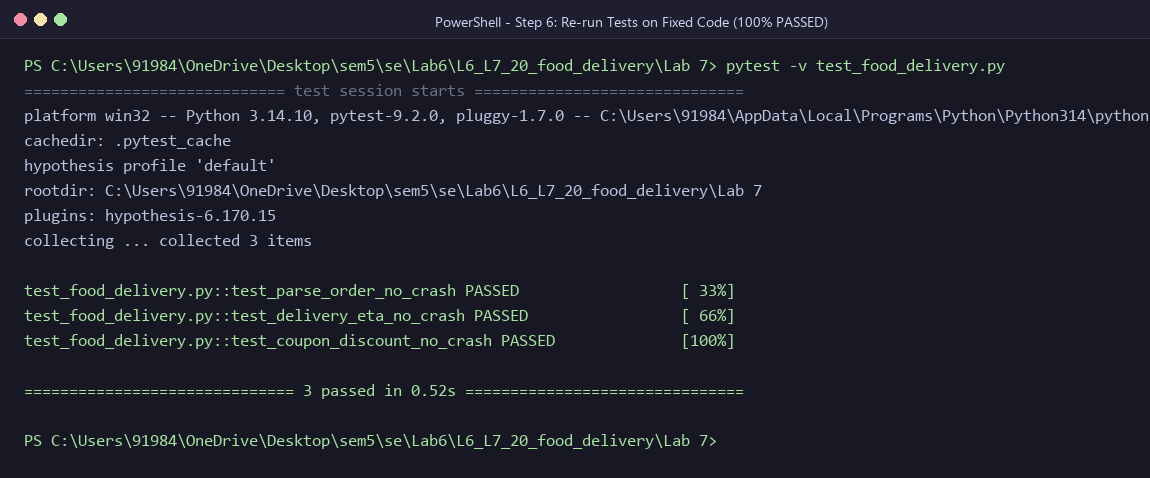 PowerShell - Step 6: Re-run Tests on Fixed Code (100% PASSED)
PS C:\Users\91984\OneDrive\Desktop\sem5\se\Lab6\L6_L7_20_food_delivery\Lab 7> pytest -v test_food_delivery.py
============================= test session starts ==============================
platform win32 -- Python 3.14.10, pytest-9.2.0, pluggy-1.7.0 -- C:\Users\91984\AppData\Local\Programs\Python\Python314\python
cachedir: .pytest_cache
hypothesis profile 'default'
rootdir: C:\Users\91984\OneDrive\Desktop\sem5\se\Lab6\L6_L7_20_food_delivery\Lab 7
plugins: hypothesis-6.170.15
collecting ... collected 3 items
test_food_delivery.py::test_parse_order_no_crash PASSED                  [ 33%]
test_food_delivery.py::test_delivery_eta_no_crash PASSED                 [ 66%]
test_food_delivery.py::test_coupon_discount_no_crash PASSED              [100%]
============================== 3 passed in 0.52s ===============================
PS C:\Users\91984\OneDrive\Desktop\sem5\se\Lab6\L6_L7_20_food_delivery\Lab 7>